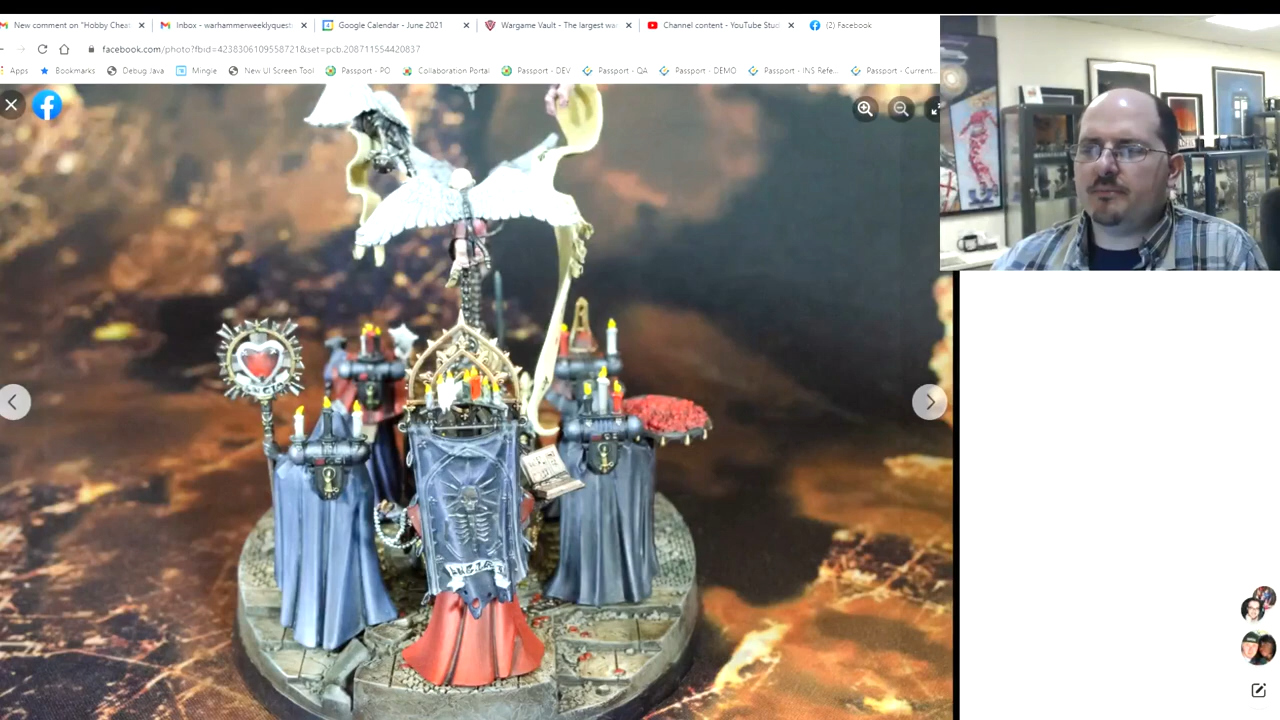 New comment on "Hobby Cheat
Inbox - warhammerweeklyquest
Google Calendar - June 2021
Wargame Vault - The largest wa
Channel content - YouTube Stud
(2) Facebook
facebook.com/photo?fbid=4238306109558721&set=pcb.208711554420837
Apps
Bookmarks
Debug Java
Mingle
New UI Screen Tool
Passport - PO
Collaboration Portal
Passport - DEV
Passport - QA
Passport - DEMO
Passport - INS Refe...
Passport - Current...